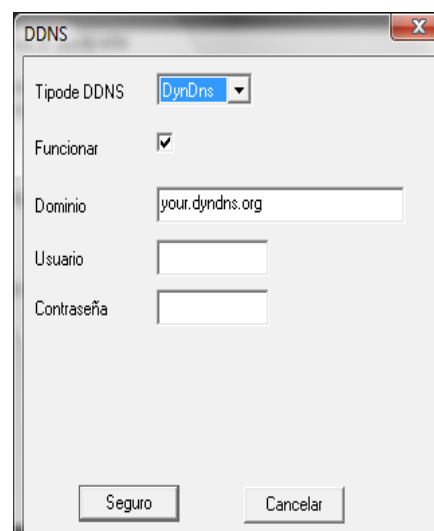 DDNS
Tipode DDNS DynDns
Funcionar
Dominio your.dyndns.org
Usuario
Contraseña
Seguro Cancelar